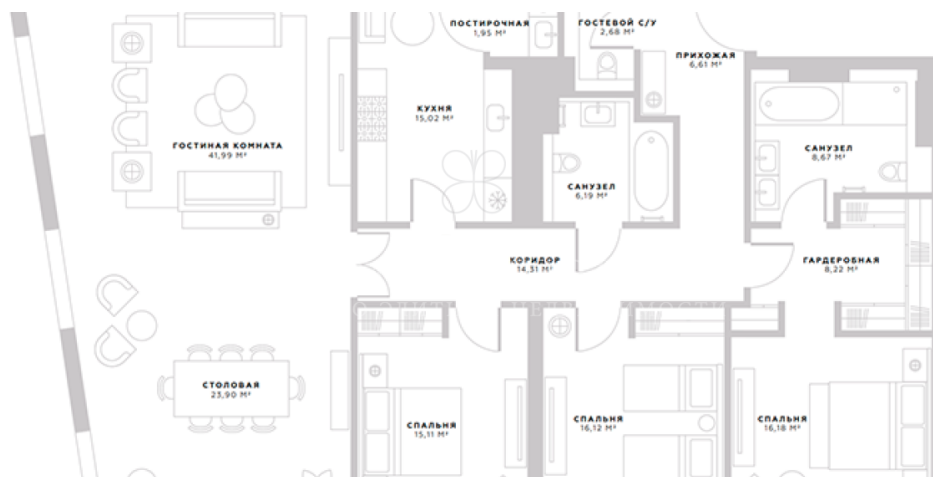 ПОСТИРОЧНАЯ
1,95 М²
ГОСТЕВОЙ С/У
2,68 М²
ПРИХОЖАЯ
6,61 М²
КУХНЯ
15,02 М²
ГОСТИНАЯ КОМНАТА
41,99 М²
САНУЗЕЛ
8,67 М²
САНУЗЕЛ
6,19 М²
КОРИДОР
14,31 М²
ГАРДЕРОБНАЯ
8,22 М²
СТОЛОВАЯ
23,90 М²
СПАЛЬНЯ
15,11 М²
СПАЛЬНЯ
16,12 М²
СПАЛЬНЯ
16,18 М²